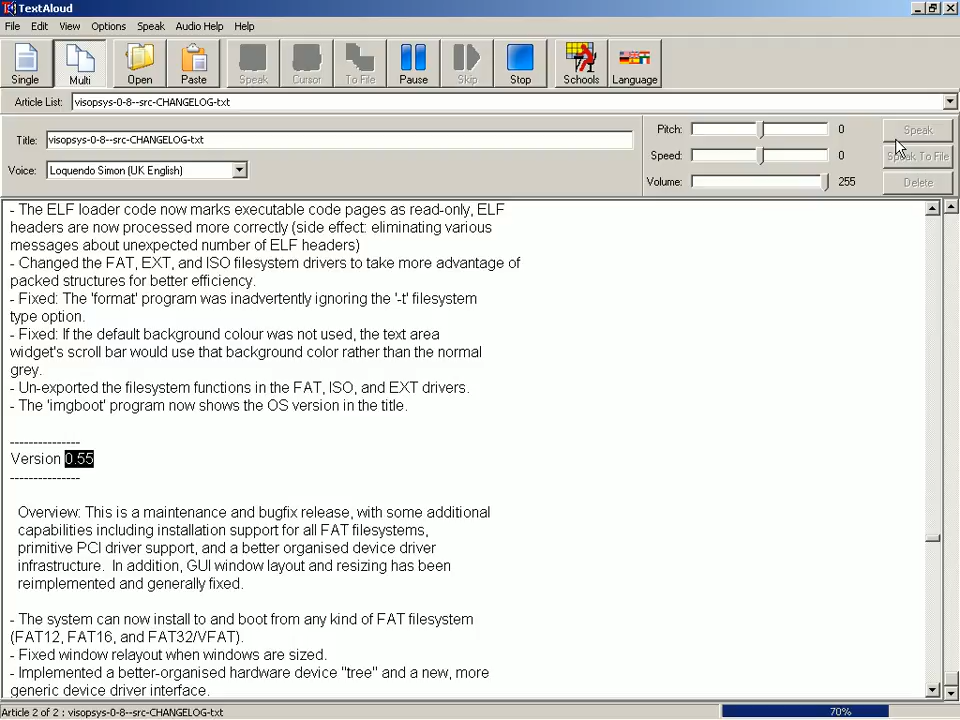 TextAloud
File Edit View Options Speak Audio Help Help
Single Multi Open Paste Speak Cursor To File Pause Skip Stop Schools Language
Article List: visopsys-0-8--src-CHANGELOG-txt
Title: visopsys-0-8--src-CHANGELOG-txt
Voice: Loquendo Simon (UK English)
Pitch: 0 Speak
Speed: 0 Speak To File
Volume: 255 Delete
- The ELF loader code now marks executable code pages as read-only, ELF
headers are now processed more correctly (side effect: eliminating various
messages about unexpected number of ELF headers)
- Changed the FAT, EXT, and ISO filesystem drivers to take more advantage of
packed structures for better efficiency.
- Fixed: The 'format' program was inadvertently ignoring the '-t' filesystem
type option.
- Fixed: If the default background colour was not used, the text area
widget's scroll bar would use that background color rather than the normal
grey.
- Un-exported the filesystem functions in the FAT, ISO, and EXT drivers.
- The 'imgboot' program now shows the OS version in the title.
---------------
Version 0.55
---------------
Overview: This is a maintenance and bugfix release, with some additional
capabilities including installation support for all FAT filesystems,
primitive PCI driver support, and a better organised device driver
infrastructure.  In addition, GUI window layout and resizing has been
reimplemented and generally fixed.
- The system can now install to and boot from any kind of FAT filesystem
(FAT12, FAT16, and FAT32/VFAT).
- Fixed window relayout when windows are sized.
- Implemented a better-organised hardware device "tree" and a new, more
generic device driver interface.
Article 2 of 2 : visopsys-0-8--src-CHANGELOG-txt 70%